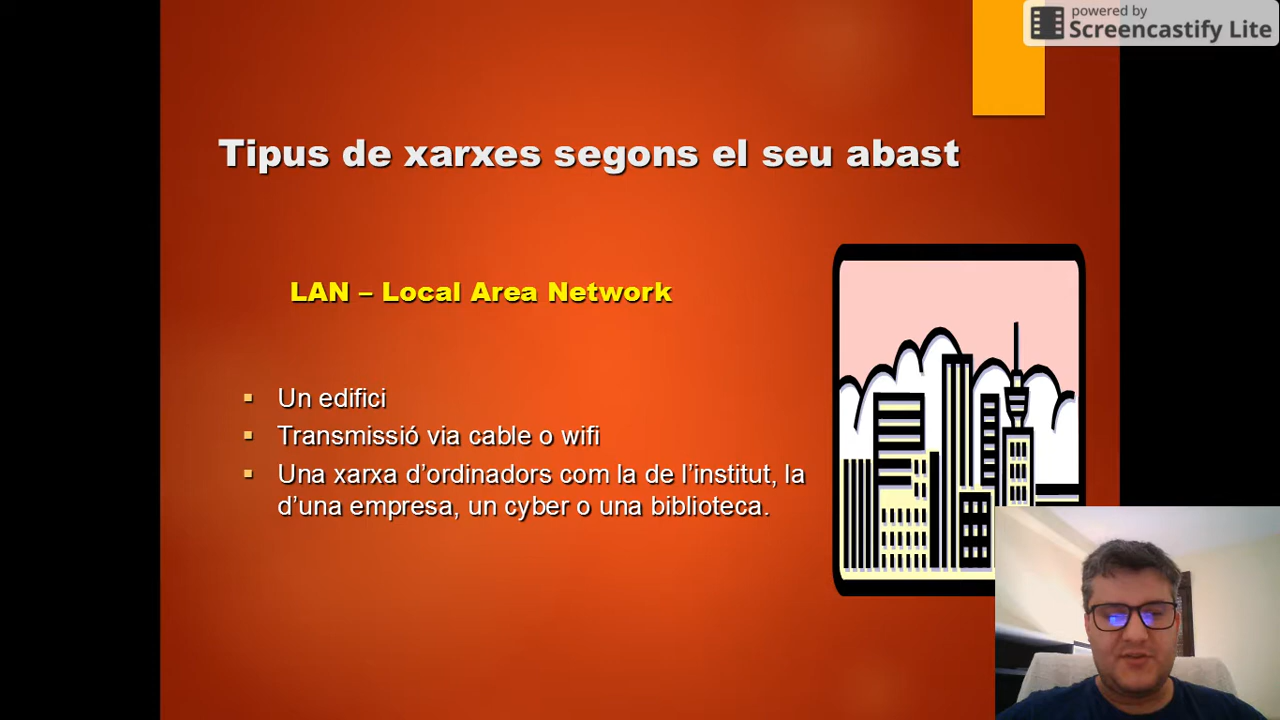 powered by
Screencastify Lite
Tipus de xarxes segons el seu abast
LAN – Local Area Network
Un edifici
Transmissió via cable o wifi
Una xarxa d’ordinadors com la de l’institut, la
d’una empresa, un cyber o una biblioteca.